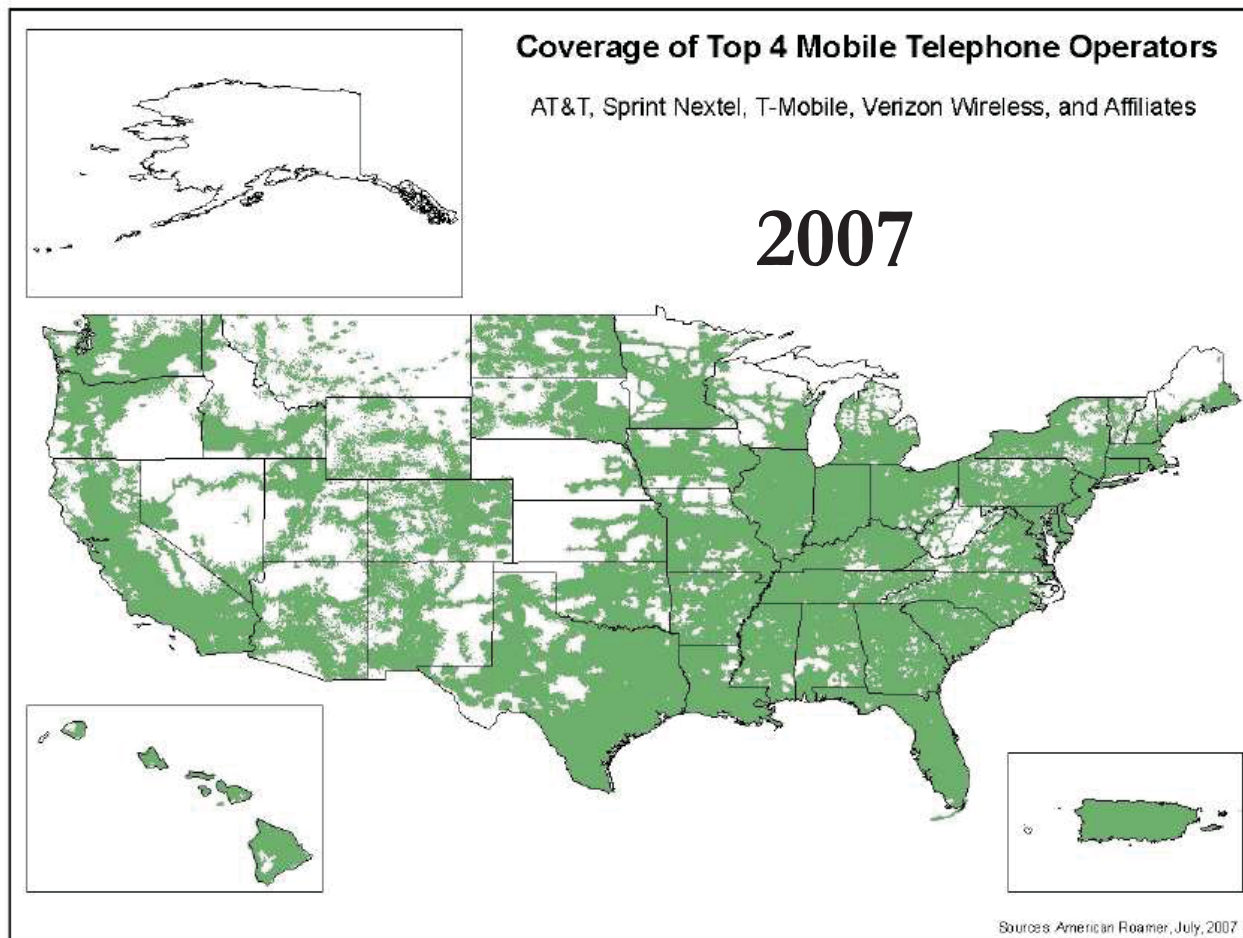 Coverage of Top 4 Mobile Telephone Operators
AT&T, Sprint Nextel, T-Mobile, Verizon Wireless, and Affiliates
2007
Sources: American Roamer, July, 2007